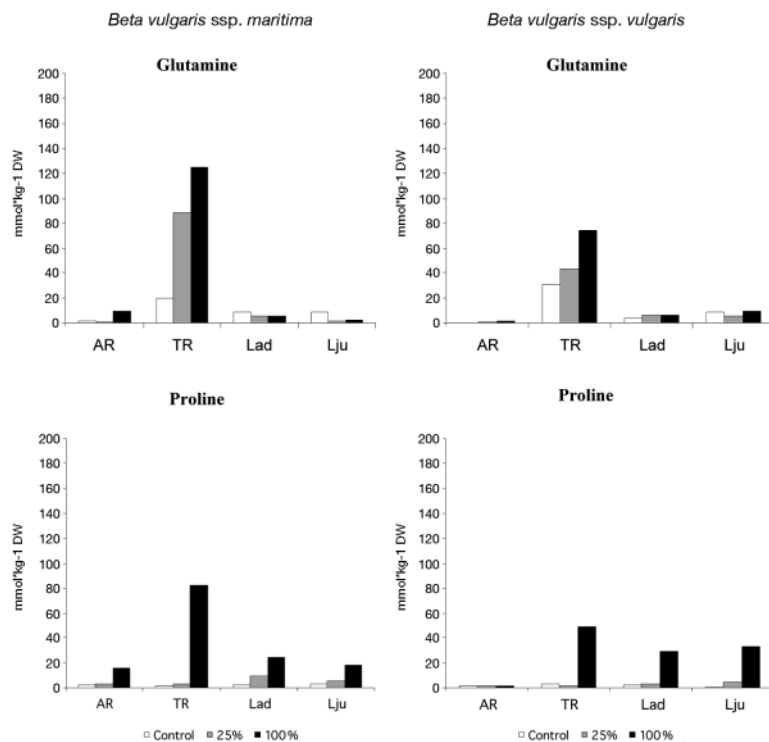 Beta vulgaris ssp. maritima
Beta vulgaris ssp. vulgaris
Glutamine
200
180
160
140
120
100
80
60
40
20
0
mmol*kg-1 DW
AR TR Lad Lju
Glutamine
200
180
160
140
120
100
80
60
40
20
0
mmol*kg-1 DW
AR TR Lad Lju
Proline
200
180
160
140
120
100
80
60
40
20
0
mmol*kg-1 DW
AR TR Lad Lju
Control 25% 100%
Proline
200
180
160
140
120
100
80
60
40
20
0
mmol*kg-1 DW
AR TR Lad Lju
Control 25% 100%